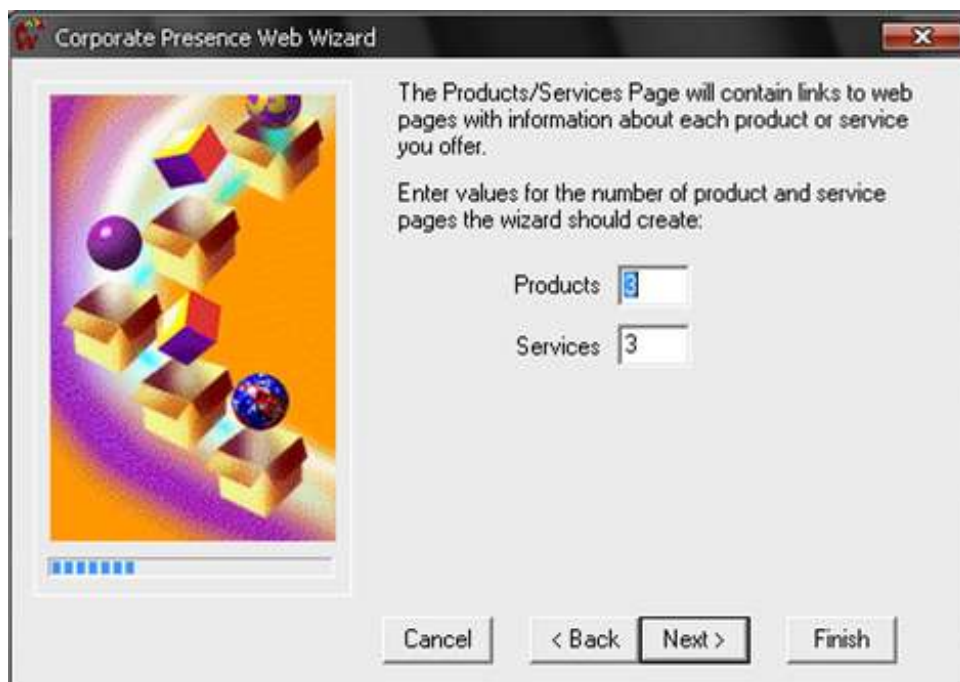 Corporate Presence Web Wizard
The Products/Services Page will contain links to web
pages with information about each product or service
you offer.
Enter values for the number of product and service
pages the wizard should create:
Products 3
Services 3
Cancel < Back Next > Finish